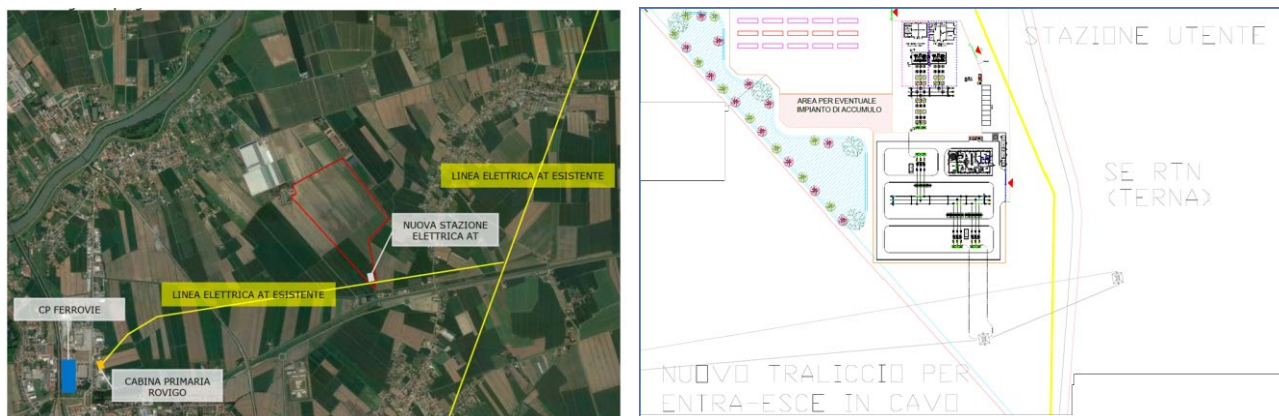 LINEA ELETTRICA AT ESISTENTE
NUOVA STAZIONE
ELETTRICA AT
LINEA ELETTRICA AT ESISTENTE
CP FERROVIE
CABINA PRIMARIA
ROVIGO
STAZIONE UTENTE
AREA PER EVENTUALE
IMPIANTO DI ACCUMULO
SE RTN
(TERNA)
NUOVO TRALICCIO PER
ENTRA-ESCE IN CAVO